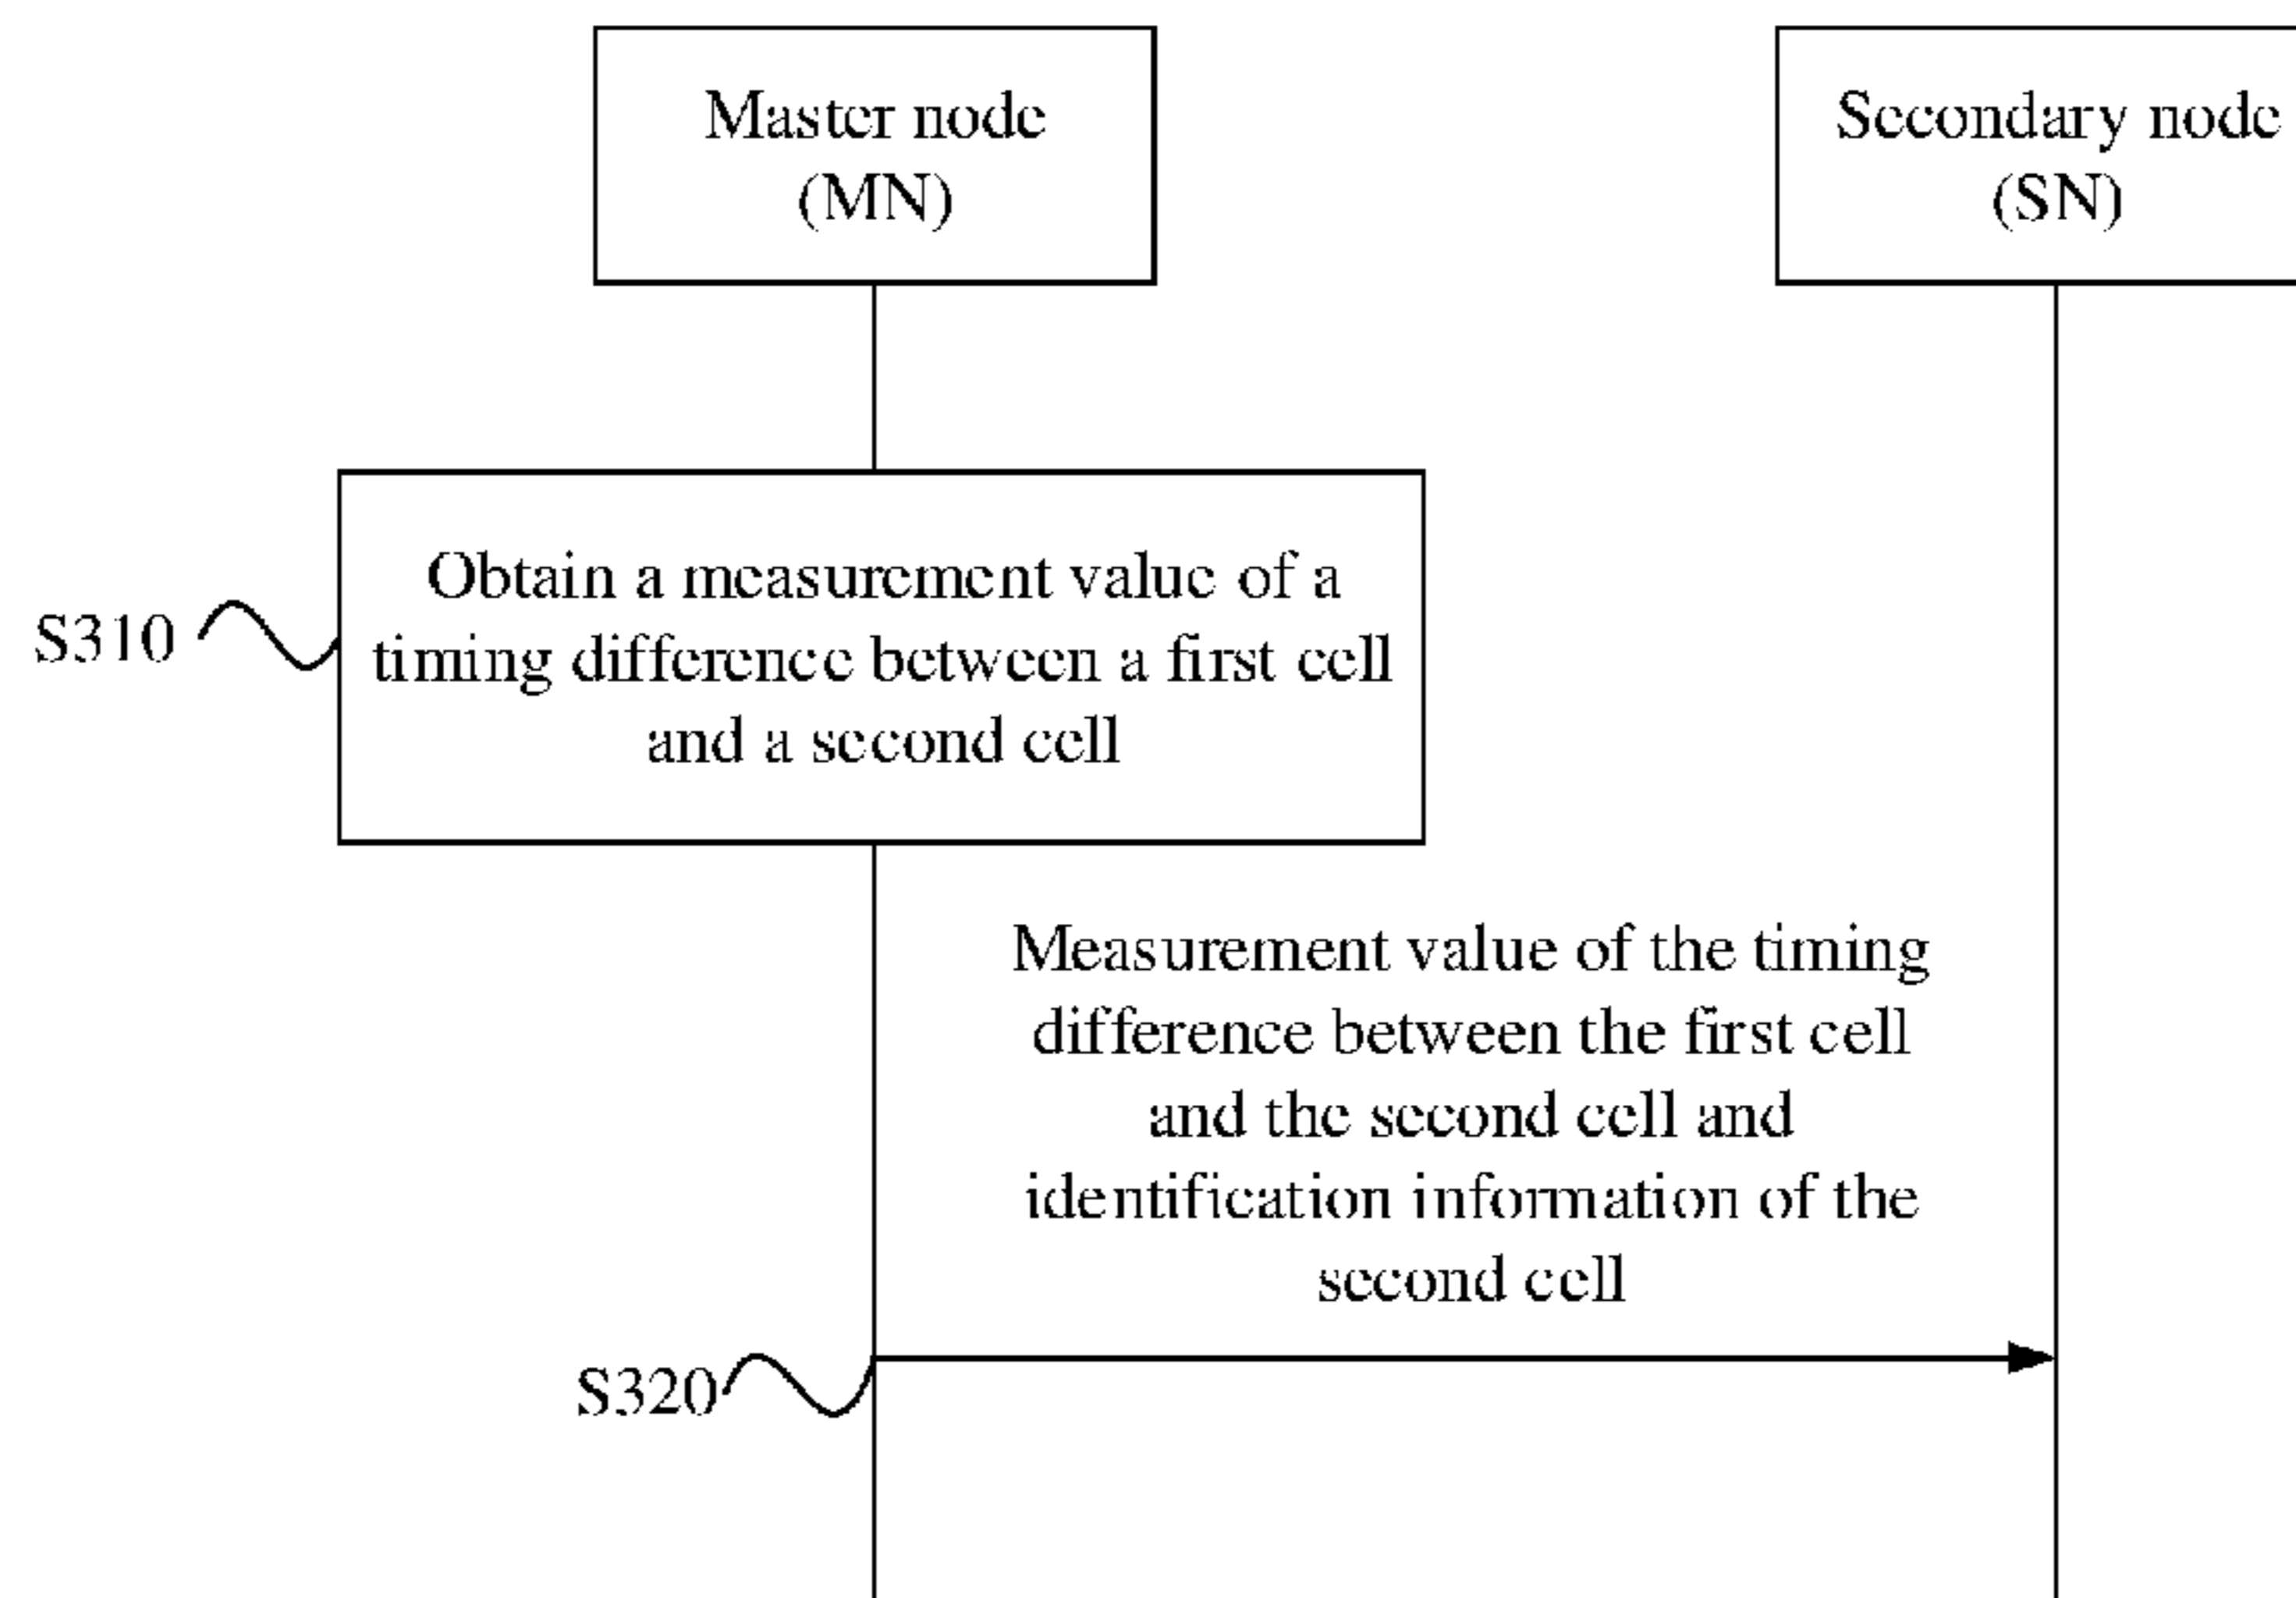 Master node
(MN)
Secondary node
(SN)
S310
Obtain a measurement value of a
timing difference between a first cell
and a second cell
Measurement value of the timing
difference between the first cell
and the second cell and
identification information of the
second cell
S320